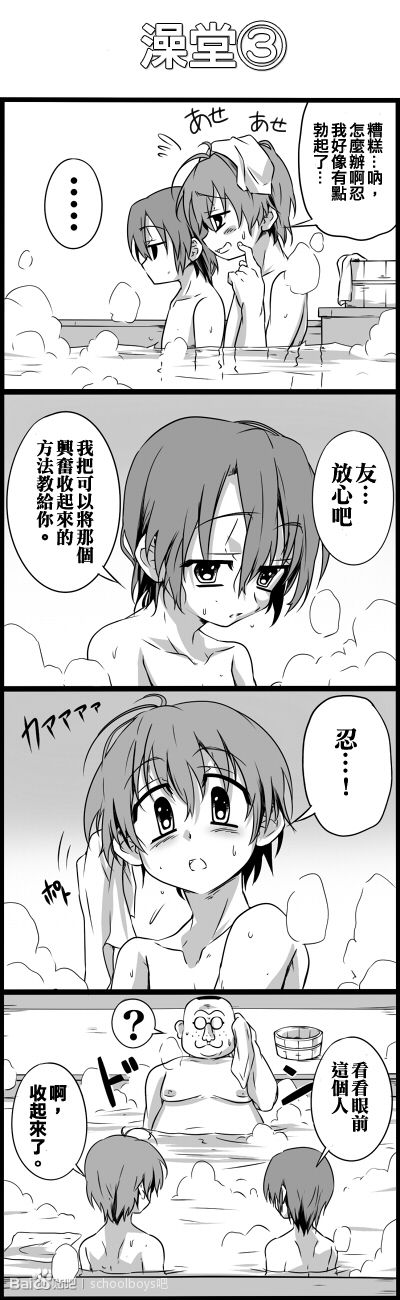 澡堂③
糟糕…吶，
怎麼辦啊忍
我好像有點
勃起了…
あせ
あせ
……
友…
放心吧
我把可以將那個
興奮收起來的
方法教給你。
忍…！
カァァァァ
ポト
看看眼前
這個人
？
ド
啊，
收起來了。
Baidu贴吧 | schoolboys吧